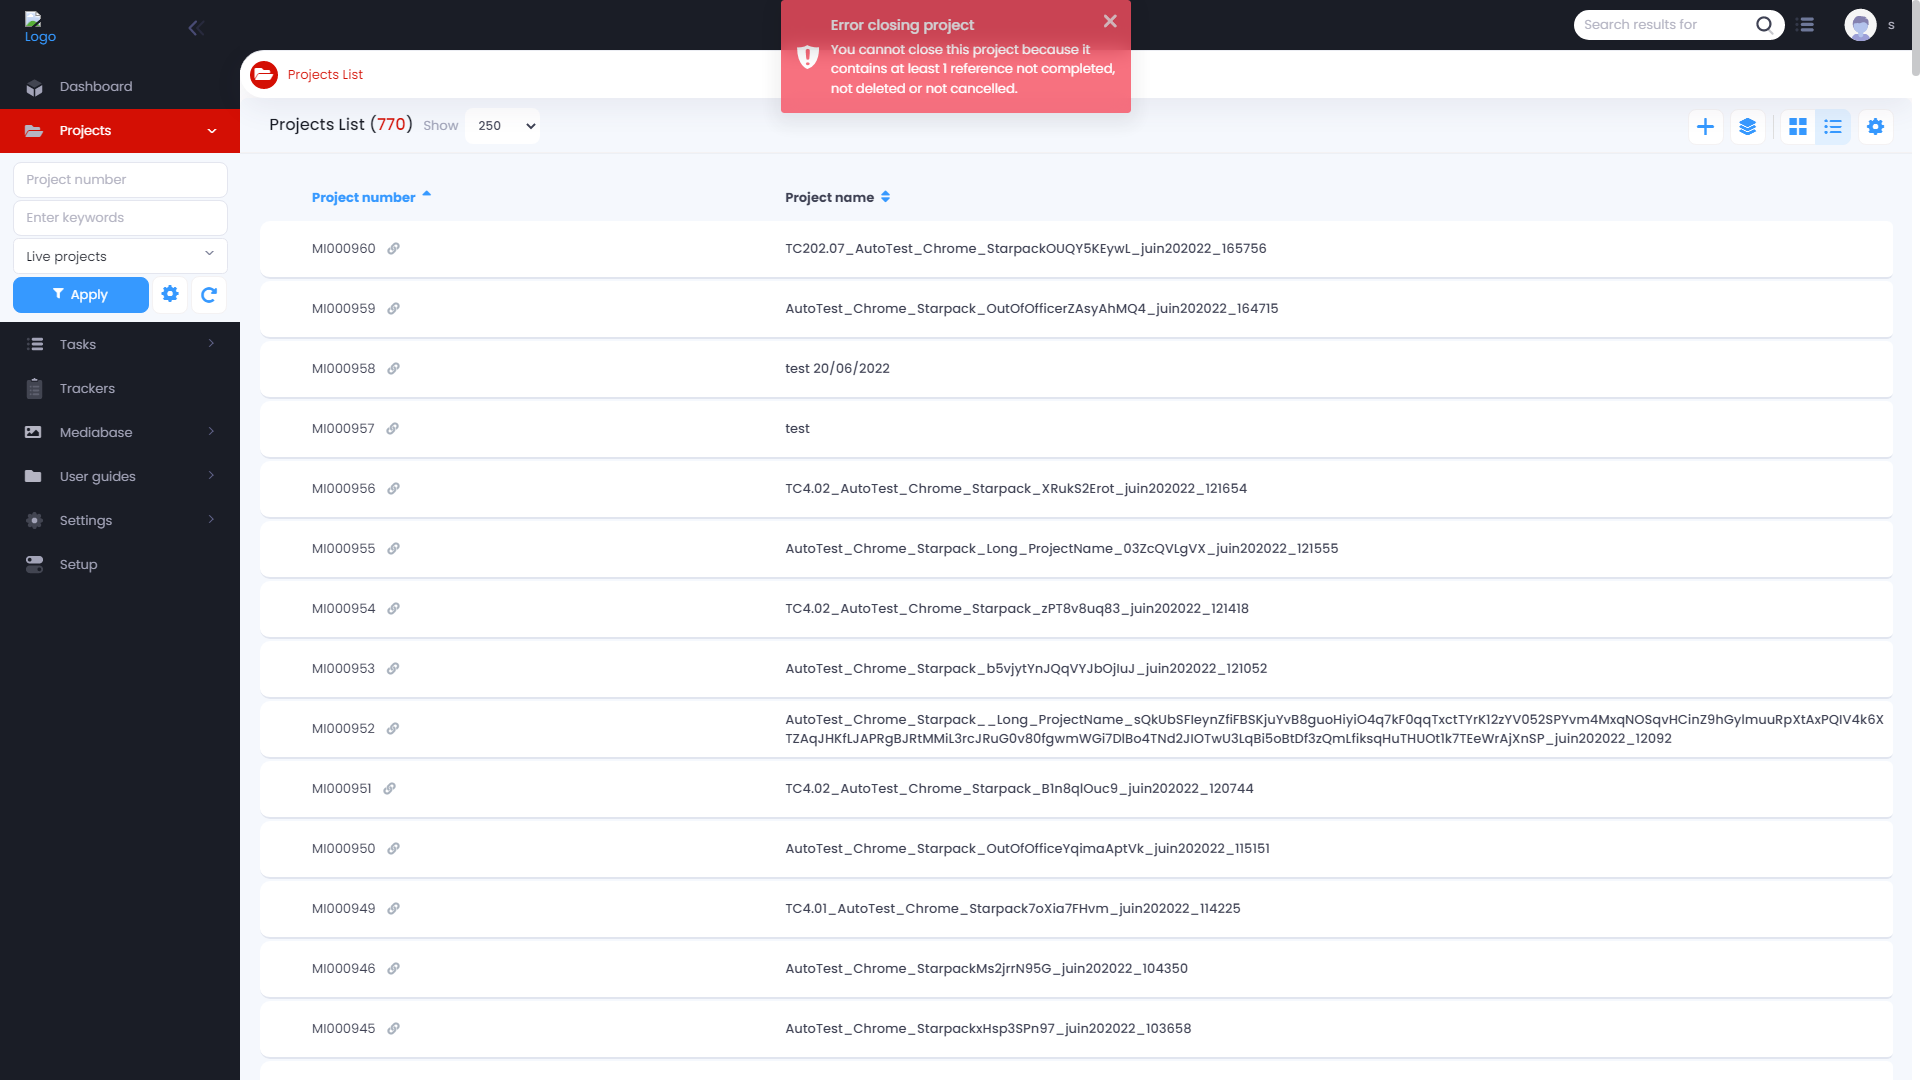 Logo
Error closing project
You cannot close this project because it
contains at least 1 reference not completed,
not deleted or not cancelled.
Search results for
s
Dashboard
Projects
Project number
Enter keywords
Live projects
Apply
Tasks
Trackers
Mediabase
User guides
Settings
Setup
Projects List
Projects List (770) Show 250
Project number Project name
MI000960 TC202.07_AutoTest_Chrome_StarpackOUQY5KEywL_juin202022_165756
MI000959 AutoTest_Chrome_Starpack_OutOfOfficerZAsyAhMQ4_juin202022_164715
MI000958 test 20/06/2022
MI000957 test
MI000956 TC4.02_AutoTest_Chrome_Starpack_XRukS2Erot_juin202022_121654
MI000955 AutoTest_Chrome_Starpack_Long_ProjectName_03ZcQVLgVX_juin202022_121555
MI000954 TC4.02_AutoTest_Chrome_Starpack_zPT8v8uq83_juin202022_121418
MI000953 AutoTest_Chrome_Starpack_b5vjytYnJQqVYJbOjIuJ_juin202022_121052
MI000952 AutoTest_Chrome_Starpack__Long_ProjectName_sQkUbSFIeynZfiFBSKjuYvB8guoHiyiO4q7kF0qqTxctTYrK12zYV052SPYvm4MxqNOSqvHCinZ9hGylmuuRpXtAxPQIV4k6X
TZAqJHKfLJAPRgBJRtMMiL3rcJRuG0v80fgwmWGi7DlBo4TNd2JIOTwU3LqBi5oBtDf3zQmLfiksqHuTHUOt1k7TEeWrAjXnSP_juin202022_12092
MI000951 TC4.02_AutoTest_Chrome_Starpack_B1n8qlOuc9_juin202022_120744
MI000950 AutoTest_Chrome_Starpack_OutOfOfficeYqimaAptVk_juin202022_115151
MI000949 TC4.01_AutoTest_Chrome_Starpack7oXia7FHvm_juin202022_114225
MI000946 AutoTest_Chrome_StarpackMs2jrrN95G_juin202022_104350
MI000945 AutoTest_Chrome_StarpackxHsp3SPn97_juin202022_103658